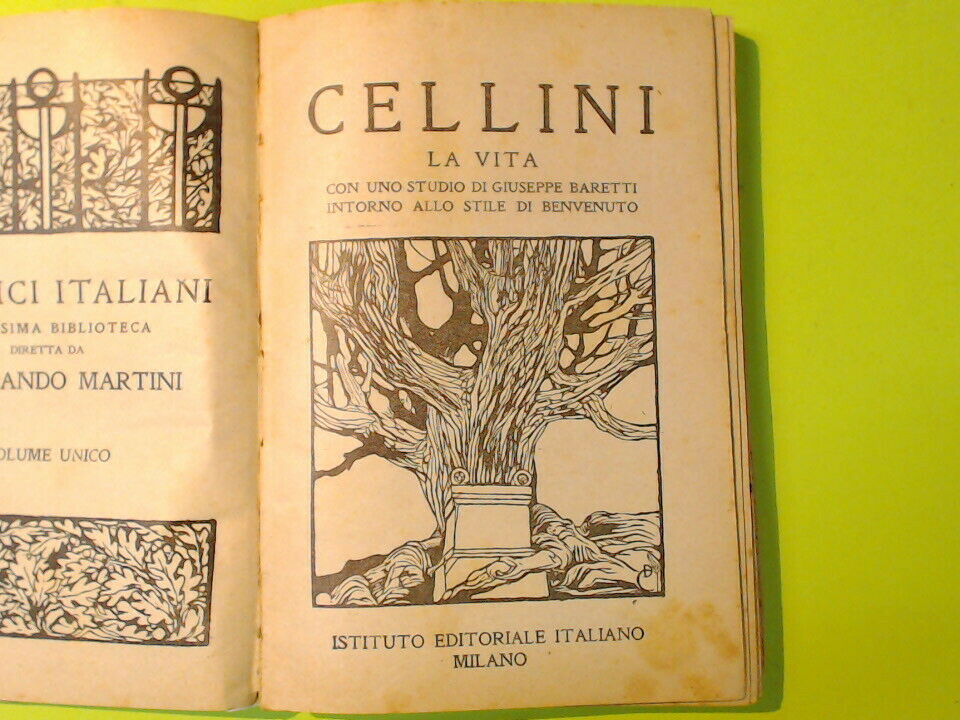 ICI ITALIANI
SIMA BIBLIOTECA
DIRETTA DA
ANDO MARTINI
OLUME UNICO
CELLINI
LA VITA
CON UNO STUDIO DI GIUSEPPE BARETTI
INTORNO ALLO STILE DI BENVENUTO
ISTITUTO EDITORIALE ITALIANO
MILANO